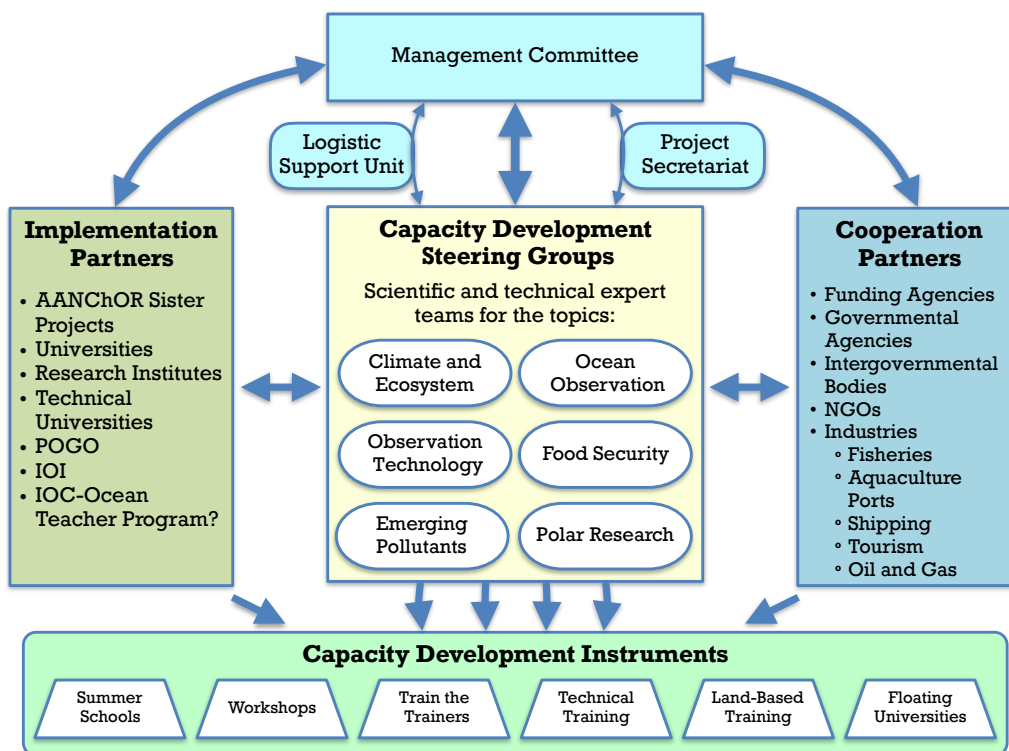 Management Committee
Logistic
Support Unit
Project
Secretariat
Implementation
Partners
• AANChOR Sister
Projects
• Universities
• Research Institutes
• Technical
Universities
• POGO
• IOI
• IOC-Ocean
Teacher Program?
Capacity Development
Steering Groups
Scientific and technical expert
teams for the topics:
Climate and
Ecosystem
Ocean
Observation
Observation
Technology
Food Security
Emerging
Pollutants
Polar Research
Cooperation
Partners
• Funding Agencies
• Governmental
Agencies
• Intergovernmental
Bodies
• NGOs
• Industries
° Fisheries
° Aquaculture
Ports
° Shipping
° Tourism
° Oil and Gas
Capacity Development Instruments
Summer
Schools
Workshops
Train the
Trainers
Technical
Training
Land-Based
Training
Floating
Universities